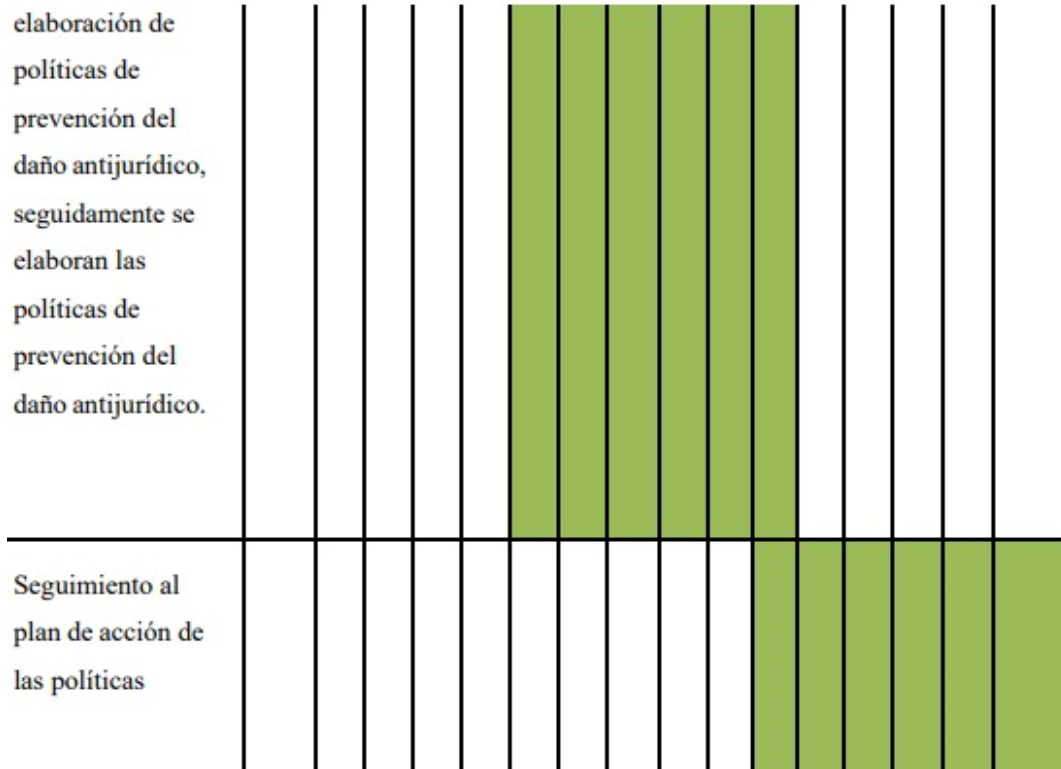 elaboración de
políticas de
prevención del
daño antijurídico,
seguidamente se
elaboran las
políticas de
prevención del
daño antijurídico.
Seguimiento al
plan de acción de
las políticas